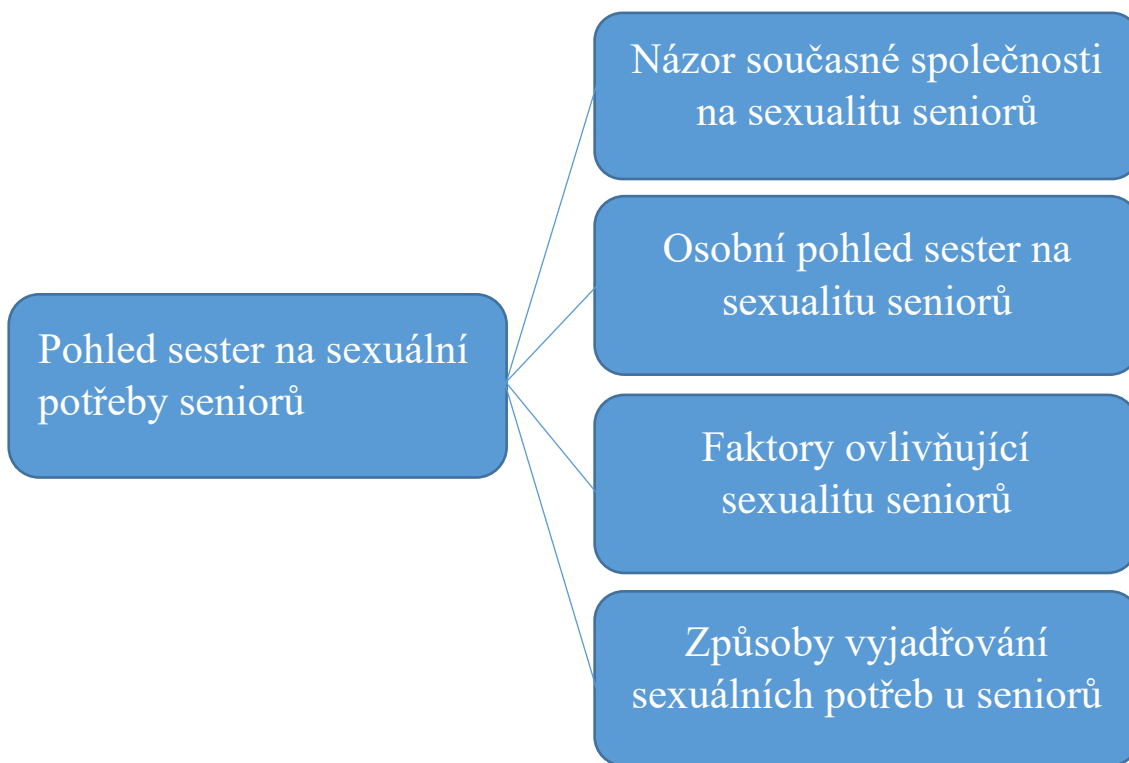 Pohled sester na sexuální
potřeby seniorů
Názor současné společnosti
na sexualitu seniorů
Osobní pohled sester na
sexualitu seniorů
Faktory ovlivňující
sexualitu seniorů
Způsoby vyjadřování
sexuálních potřeb u seniorů